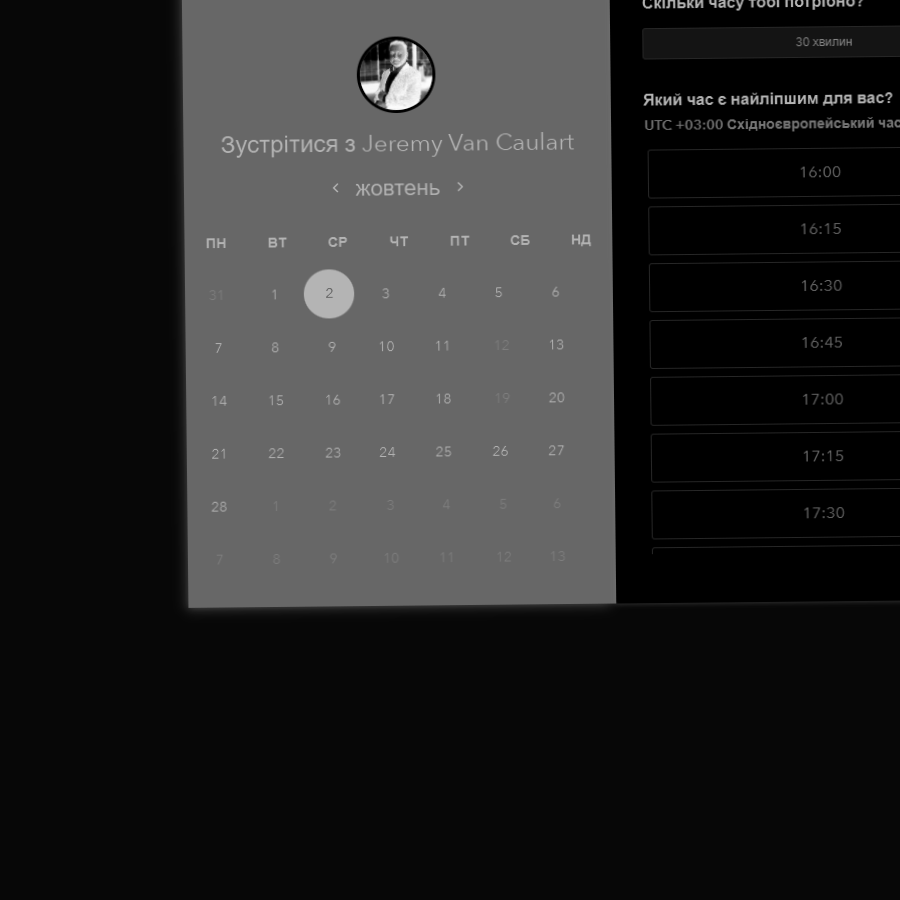 Зустрітися з Jeremy Van Caulart
‹ жовтень ›
ПН ВТ СР ЧТ ПТ СБ НД
31 1 2 3 4 5 6
7 8 9 10 11 12 13
14 15 16 17 18 19 20
21 22 23 24 25 26 27
28 1 2 3 4 5 6
7 8 9 10 11 12 13
Скільки часу тобі потрібно?
30 хвилин
Який час є найліпшим для вас?
UTC +03:00 Східноєвропейський час
16:00
16:15
16:30
16:45
17:00
17:15
17:30